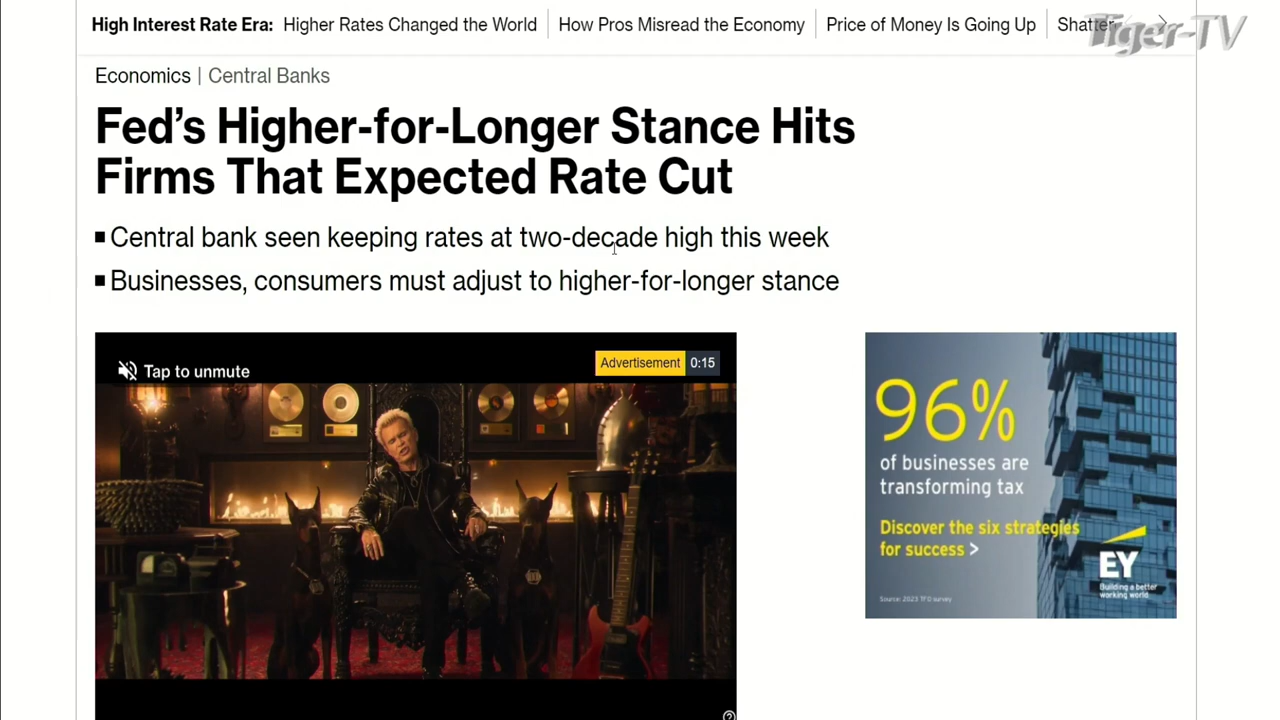 High Interest Rate Era: Higher Rates Changed the World How Pros Misread the Economy Price of Money Is Going Up Shatter
Tiger-TV
Economics | Central Banks
Fed's Higher-for-Longer Stance Hits
Firms That Expected Rate Cut
Central bank seen keeping rates at two-decade high this week
Businesses, consumers must adjust to higher-for-longer stance
Tap to unmute
Advertisement 0:15
96%
of businesses are
transforming tax
Discover the six strategies
for success >
EY
Building a better
working world
Source: 2023 TFO survey